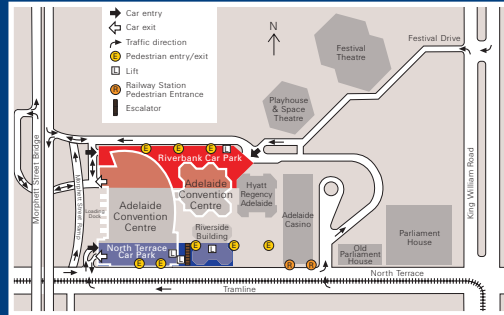 Car entry
Car exit
Traffic direction
E Pedestrian entry/exit
L Lift
R Railway Station
Pedestrian Entrance
Escalator
N
Festival Drive
Festival
Theatre
Playhouse
& Space
Theatre
Morphett Street Bridge
Morphett Street Ramp
King William Road
E
E
E
L
Riverbank Car Park
Adelaide
Convention
Centre
Adelaide
Convention
Centre
Hyatt
Regency
Adelaide
Adelaide
Casino
Loading
Dock
Riverside
Building
Parliament
House
Old
Parliament
House
North Terrace
Car Park
E
L
E
E
L
L
E
E
R
R
North Terrace
Tramline